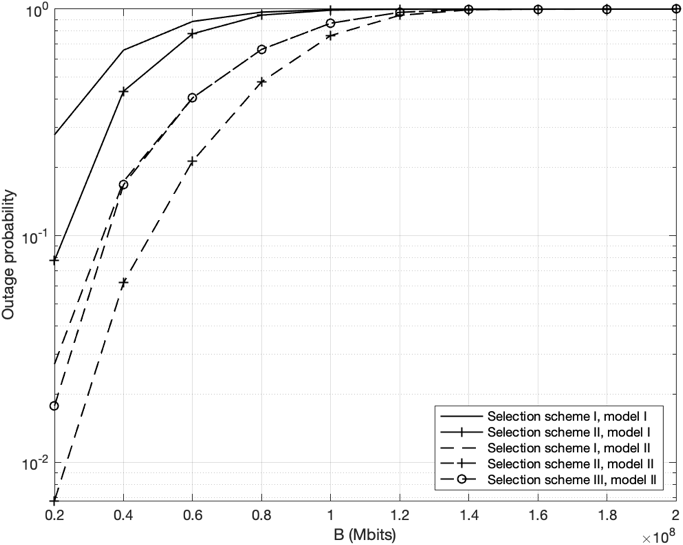 10^0
10^-1
10^-2
Outage probability
0.2 0.4 0.6 0.8 1 1.2 1.4 1.6 1.8 2
B (Mbits)
×10^8
Selection scheme I, model I
Selection scheme II, model I
Selection scheme I, model II
Selection scheme II, model II
Selection scheme III, model II